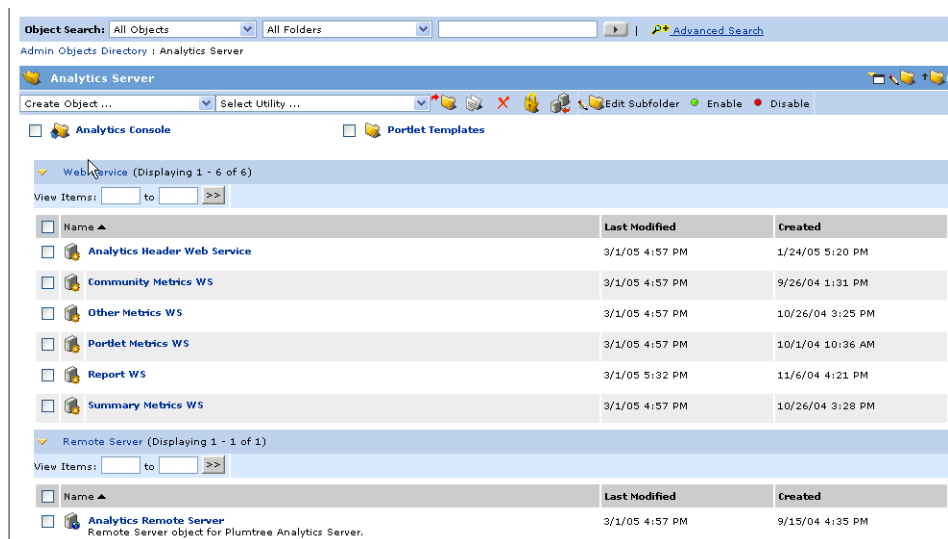 Object Search: All Objects All Folders | Advanced Search
Admin Objects Directory : Analytics Server
Analytics Server
Create Object ... Select Utility ... Edit Subfolder Enable Disable
Analytics Console Portlet Templates
Web Service (Displaying 1 - 6 of 6)
View Items: to >>
Name Last Modified Created
Analytics Header Web Service 3/1/05 4:57 PM 1/24/05 5:20 PM
Community Metrics WS 3/1/05 4:57 PM 9/26/04 1:31 PM
Other Metrics WS 3/1/05 4:57 PM 10/26/04 3:25 PM
Portlet Metrics WS 3/1/05 4:57 PM 10/1/04 10:36 AM
Report WS 3/1/05 5:32 PM 11/6/04 4:21 PM
Summary Metrics WS 3/1/05 4:57 PM 10/26/04 3:28 PM
Remote Server (Displaying 1 - 1 of 1)
View Items: to >>
Name Last Modified Created
Analytics Remote Server 3/1/05 4:57 PM 9/15/04 4:35 PM
Remote Server object for Plumtree Analytics Server.